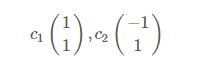 c₁ (1 1), c₂ (−1 1)